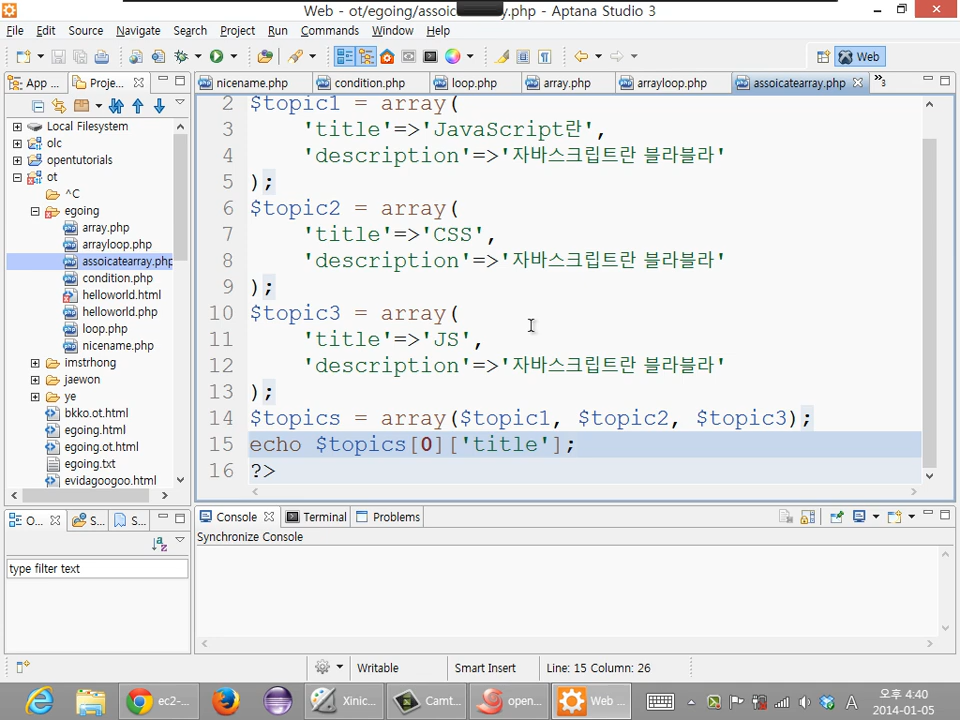 Web - ot/egoing/assoic .php - Aptana Studio 3
File Edit Source Navigate Search Project Run Commands Window Help
Web
App ... Proje...
nicename.php condition.php loop.php array.php arrayloop.php assoicatearray.php »3
Local Filesystem
olc
opentutorials
ot
^C
egoing
array.php
arrayloop.php
assoicatearray.php
condition.php
helloworld.html
helloworld.php
loop.php
nicename.php
imstrhong
jaewon
ye
bkko.ot.html
egoing.html
egoing.ot.html
egoing.txt
evidagoogoo.html
2 $topic1 = array(
3 'title'=>'JavaScript란',
4 'description'=>'자바스크립트란 블라블라'
5 );
6 $topic2 = array(
7 'title'=>'CSS',
8 'description'=>'자바스크립트란 블라블라'
9 );
10 $topic3 = array(
11 'title'=>'JS',
12 'description'=>'자바스크립트란 블라블라'
13 );
14 $topics = array($topic1, $topic2, $topic3);
15 echo $topics[0]['title'];
16 ?>
O... S... S...
type filter text
Console Terminal Problems
Synchronize Console
Writable Smart Insert Line: 15 Column: 26
ec2-... Xinic... Camt... open... Web ... A 오후 4:40
2014-01-05